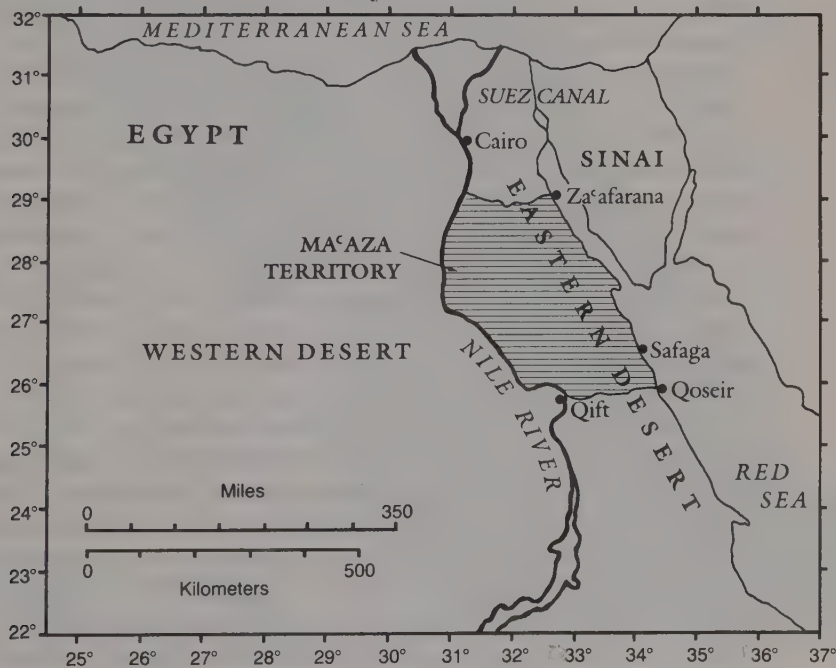 32°
MEDITERRANEAN SEA
31°
SUEZ CANAL
EGYPT
30°
Cairo
SINAI
29°
Zaᶜafarana
EASTERN DESERT
MAᶜAZA
TERRITORY
28°
27°
WESTERN DESERT
NILE RIVER
Safaga
26°
Qoseir
Qift
25°
RED
SEA
Miles
0 350
24°
23°
0 500
Kilometers
22°
25° 26° 27° 28° 29° 30° 31° 32° 33° 34° 35° 36° 37°